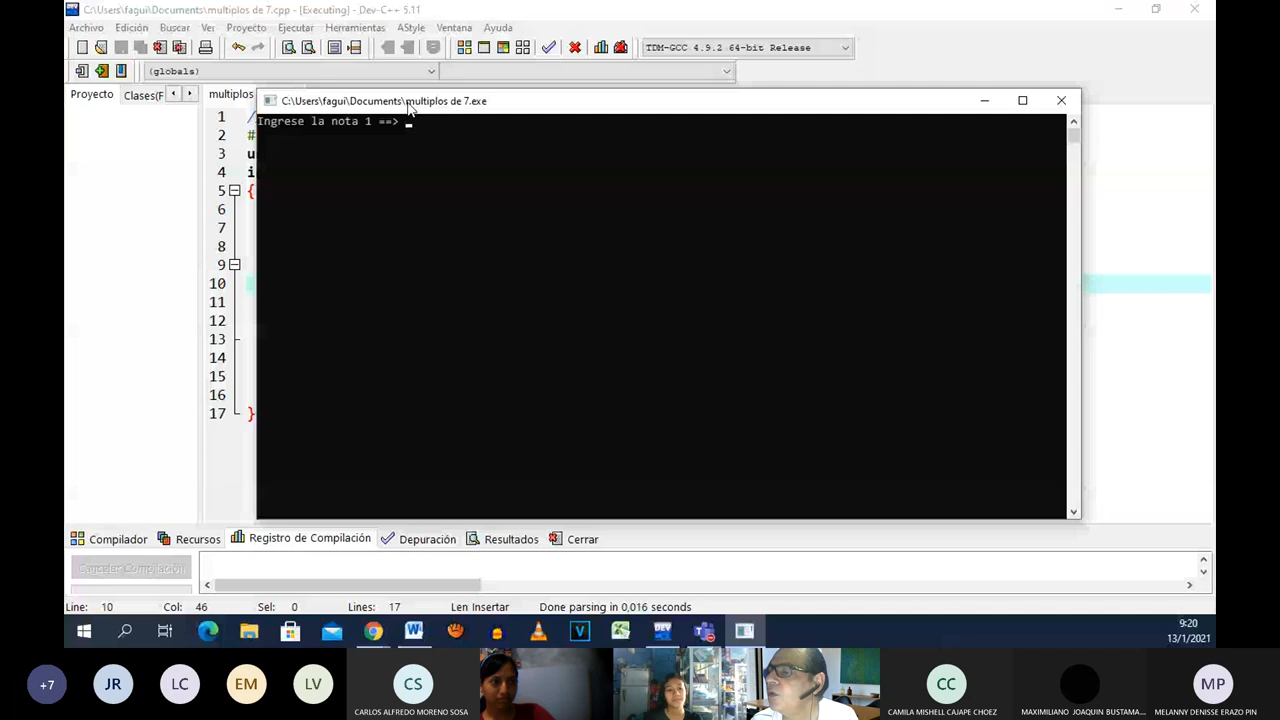 C:\Users\fagui\Documents\multiplos de 7.cpp - [Executing] - Dev-C++ 5.11
Archivo Edición Buscar Ver Proyecto Ejecutar Herramientas AStyle Ventana Ayuda
TDM-GCC 4.9.2 64-bit Release
(globals)
Proyecto Clases(F multiplos
C:\Users\fagui\Documents\multiplos de 7.exe
Ingrese la nota 1 ==>
1 /
2 #
3 u
4 i
5 {
6
7
8
9
10
11
12
13
14
15
16
17 }
Compilador Recursos Registro de Compilación Depuración Resultados Cerrar
Cancelar Compilación
Line: 10 Col: 46 Sel: 0 Lines: 17 Len Insertar Done parsing in 0,016 seconds
9:20
13/1/2021
+7 JR LC EM LV CS CC MP
CARLOS ALFREDO MORENO SOSA
CAMILA MISHELL CAJAPE CHOEZ
MAXIMILIANO JOAQUIN BUSTAMA...
MELANNY DENISSE ERAZO PIN